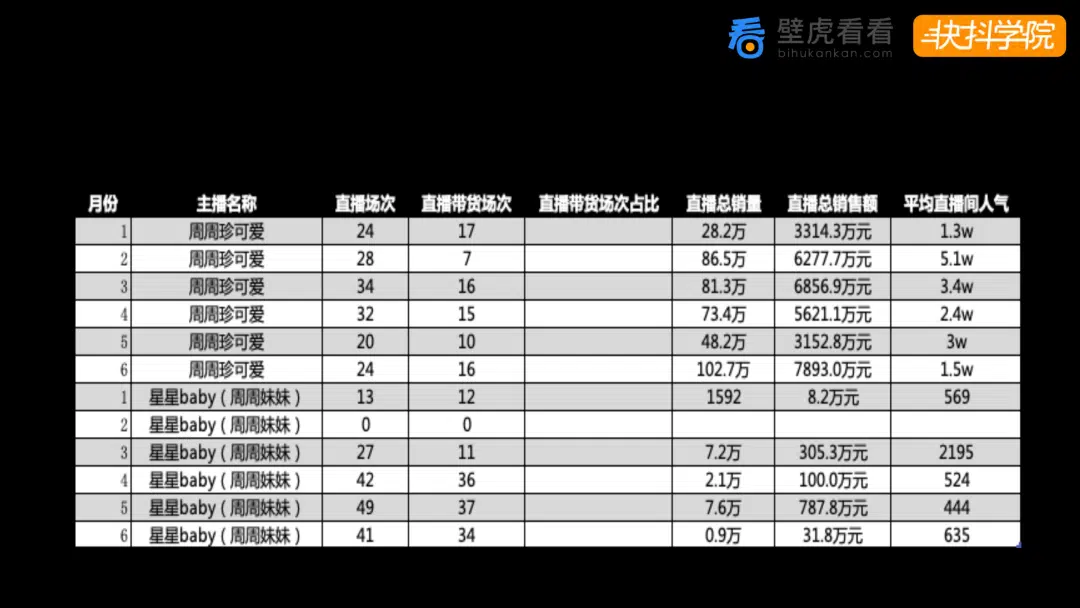 看 壁虎看看 快抖学院
bihukankan.com
月份 主播名称 直播场次 直播带货场次 直播带货场次占比 直播总销量 直播总销售额 平均直播间人气
1 周周珍可爱 24 17 28.2万 3314.3万元 1.3w
2 周周珍可爱 28 7 86.5万 6277.7万元 5.1w
3 周周珍可爱 34 16 81.3万 6856.9万元 3.4w
4 周周珍可爱 32 15 73.4万 5621.1万元 2.4w
5 周周珍可爱 20 10 48.2万 3152.8万元 3w
6 周周珍可爱 24 16 102.7万 7893.0万元 1.5w
1 星星baby（周周妹妹） 13 12 1592 8.2万元 569
2 星星baby（周周妹妹） 0 0
3 星星baby（周周妹妹） 27 11 7.2万 305.3万元 2195
4 星星baby（周周妹妹） 42 36 2.1万 100.0万元 524
5 星星baby（周周妹妹） 49 37 7.6万 787.8万元 444
6 星星baby（周周妹妹） 41 34 0.9万 31.8万元 635